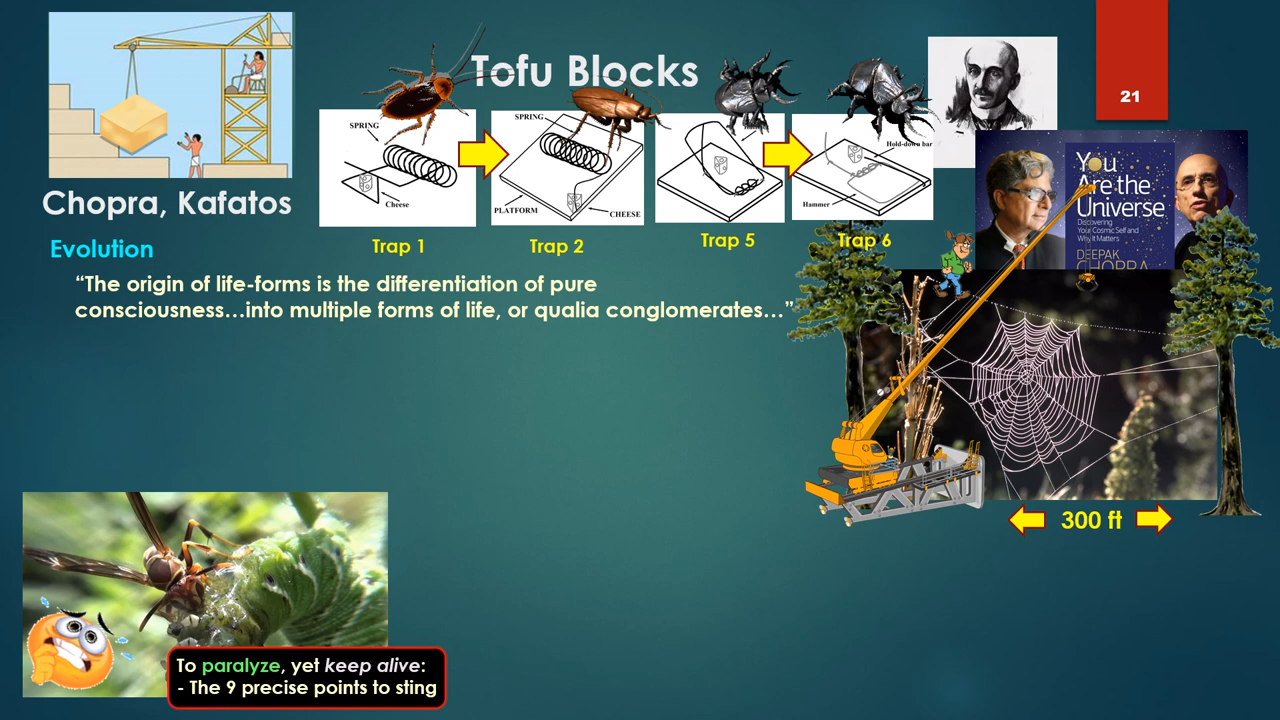 Tofu Blocks
21
SPRING
Cheese
SPRING
PLATFORM
CHEESE
Hold-down bar
Hammer
Trap 1
Trap 2
Trap 5
Trap 6
You
Are the
Universe
Discovering
Your Cosmic Self and
Why It Matters
DEEPAK
CHOPRA
Chopra, Kafatos
Evolution
“The origin of life-forms is the differentiation of pure
consciousness…into multiple forms of life, or qualia conglomerates…”
300 ft
To paralyze, yet keep alive:
- The 9 precise points to sting